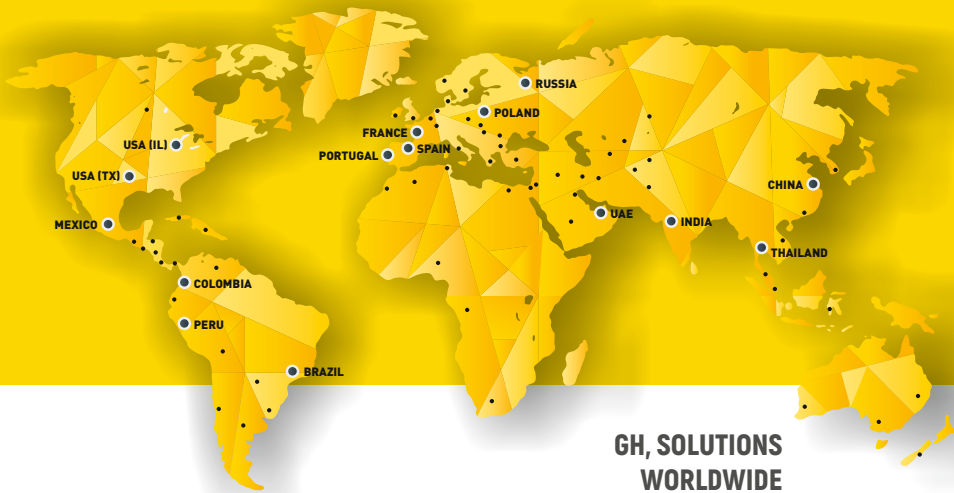 RUSSIA
POLAND
FRANCE
USA (IL)
SPAIN
PORTUGAL
USA (TX)
CHINA
UAE
MEXICO
INDIA
THAILAND
COLOMBIA
PERU
BRAZIL
GH, SOLUTIONS
WORLDWIDE